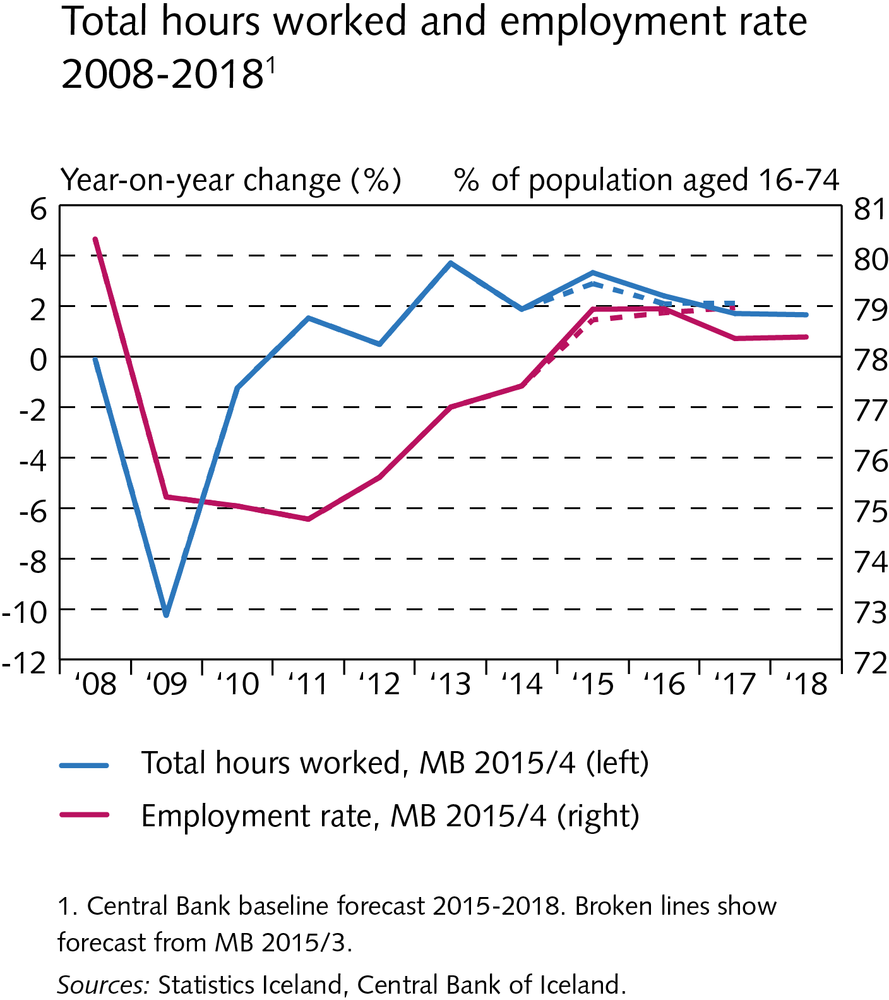 Total hours worked and employment rate
2008-2018¹
Year-on-year change (%) % of population aged 16-74
6 81
4 80
2 79
0 78
-2 77
-4 76
-6 75
-8 74
-10 73
-12 72
‘08 ‘09 ‘10 ‘11 ‘12 ‘13 ‘14 ‘15 ‘16 ‘17 ‘18
Total hours worked, MB 2015/4 (left)
Employment rate, MB 2015/4 (right)
1. Central Bank baseline forecast 2015-2018. Broken lines show
forecast from MB 2015/3.
Sources: Statistics Iceland, Central Bank of Iceland.